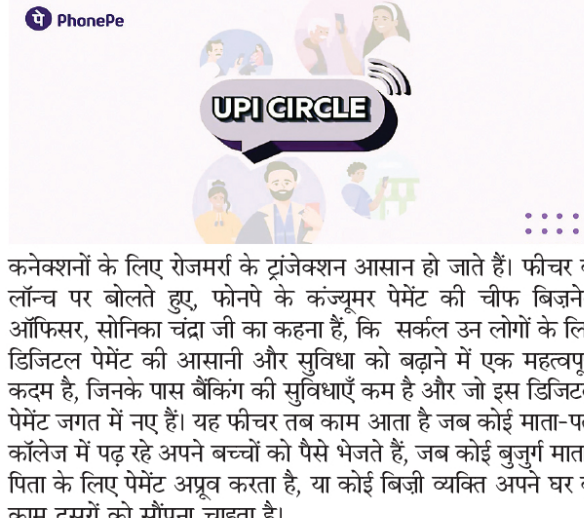 पे PhonePe
UPI CIRCLE
कनेक्शनों के लिए रोजमर्रा के ट्रांजेक्शन आसान हो जाते हैं। फीचर
लॉन्च पर बोलते हुए, फोनपे के कंज्यूमर पेमेंट की चीफ बिज़ने
ऑफिसर, सोनिका चंद्रा जी का कहना हैं, कि सर्कल उन लोगों के
डिजिटल पेमेंट की आसानी और सुविधा को बढ़ाने में एक
कदम है, जिनके पास बैंकिंग की सुविधाएँ कम है और जो इस
पेमेंट जगत में नए हैं। यह फीचर तब काम आता है जब कोई
कॉलेज में पढ़ रहे अपने बच्चों को पैसे भेजते हैं, जब कोई बुजुर्ग माता
पिता के लिए पेमेंट अप्रूव करता है, या कोई बिज़ी व्यक्ति अपने घर
काम दूसरों को सौंपना चाहता है।